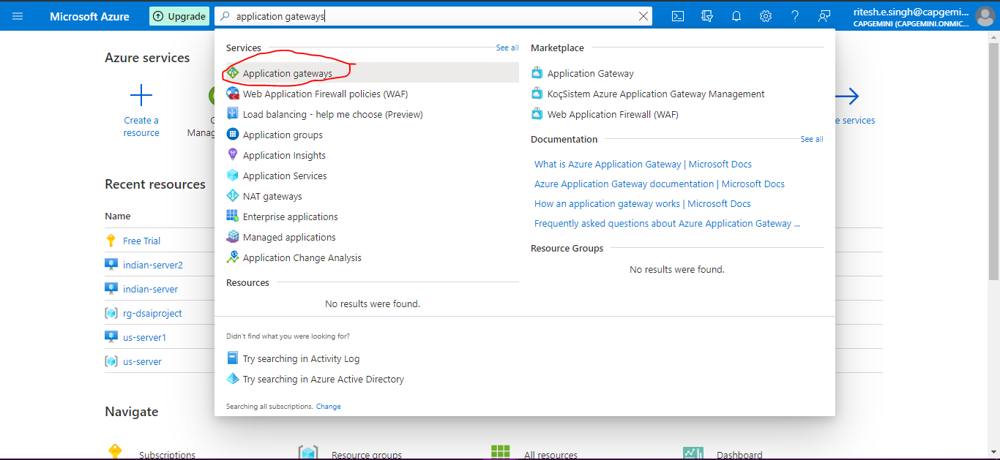 Microsoft Azure
Upgrade
application gateways
ritesh.e.singh@capgemi...
CAPGEMINI (CAPGEMINI.ONMIC...
Azure services
Create a
resource
C
Manag
e services
Recent resources
Name
Free Trial
indian-server2
indian-server
rg-dsaiproject
us-server1
us-server
Navigate
Subscriptions
Resource groups
All resources
Dashboard
Services
See all
Application gateways
Web Application Firewall policies (WAF)
Load balancing - help me choose (Preview)
Application groups
Application Insights
Application Services
NAT gateways
Enterprise applications
Managed applications
Application Change Analysis
Resources
No results were found.
Marketplace
Application Gateway
KoçSistem Azure Application Gateway Management
Web Application Firewall (WAF)
Documentation
See all
What is Azure Application Gateway | Microsoft Docs
Azure Application Gateway documentation | Microsoft Docs
How an application gateway works | Microsoft Docs
Frequently asked questions about Azure Application Gateway ...
Resource Groups
No results were found.
Didn't find what you were looking for?
Try searching in Activity Log
Try searching in Azure Active Directory
Searching all subscriptions. Change